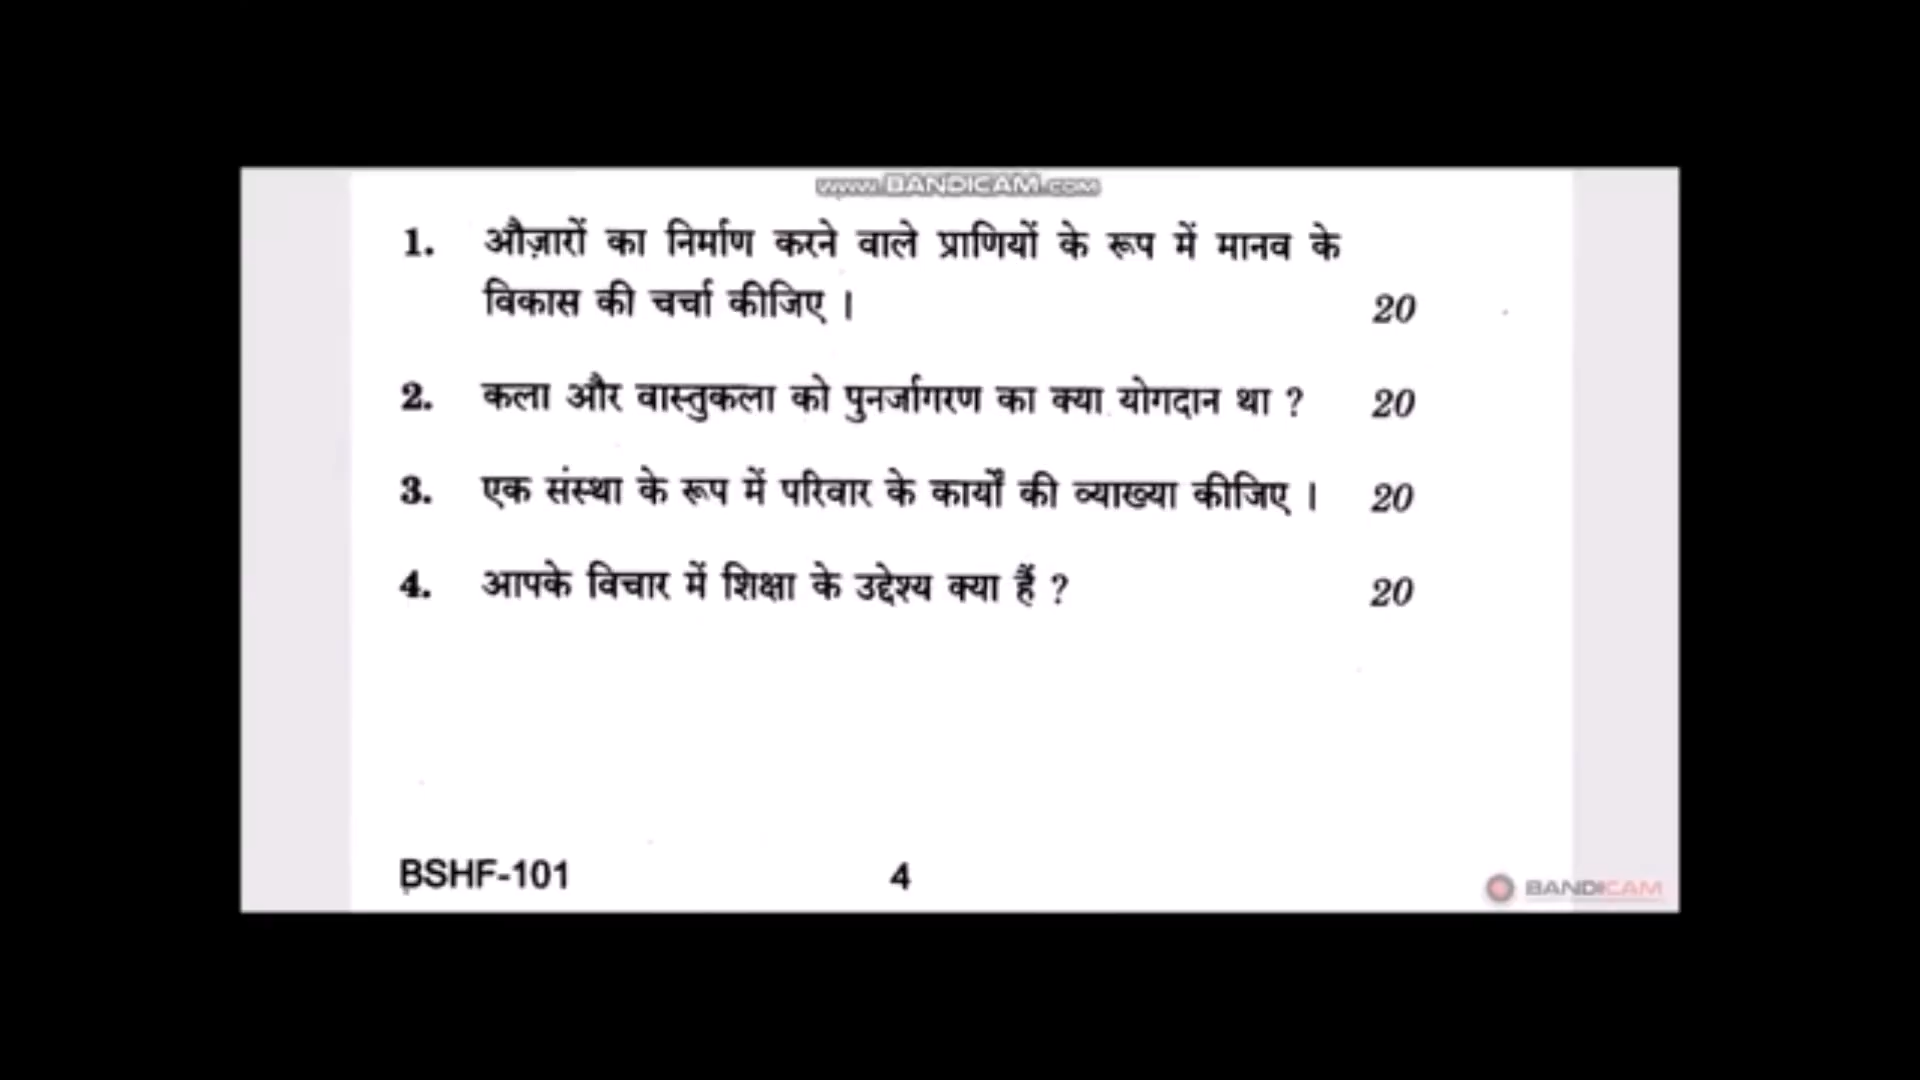 www.BANDICAM.com
1. औज़ारों का निर्माण करने वाले प्राणियों के रूप में मानव के
विकास की चर्चा कीजिए । 20
2. कला और वास्तुकला को पुनर्जागरण का क्या योगदान था ? 20
3. एक संस्था के रूप में परिवार के कार्यों की व्याख्या कीजिए । 20
4. आपके विचार में शिक्षा के उद्देश्य क्या हैं ? 20
BSHF-101 4
BANDICAM